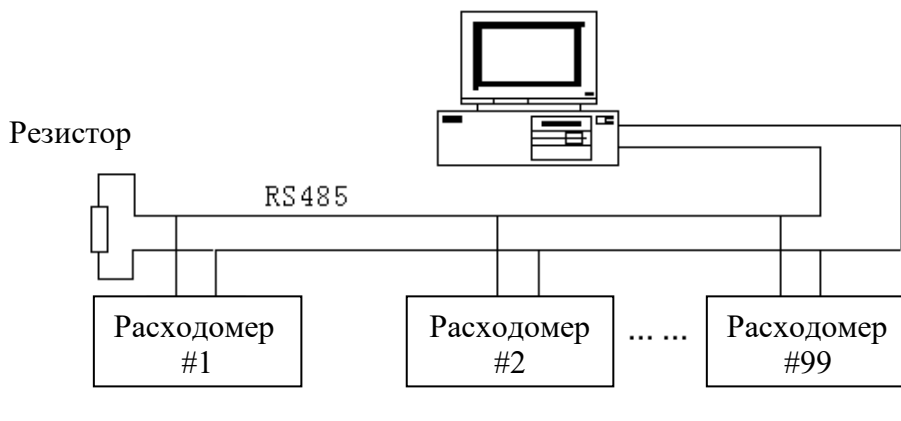 Резистор
RS485
Расходомер
#1
Расходомер
#2
... ...
Расходомер
#99